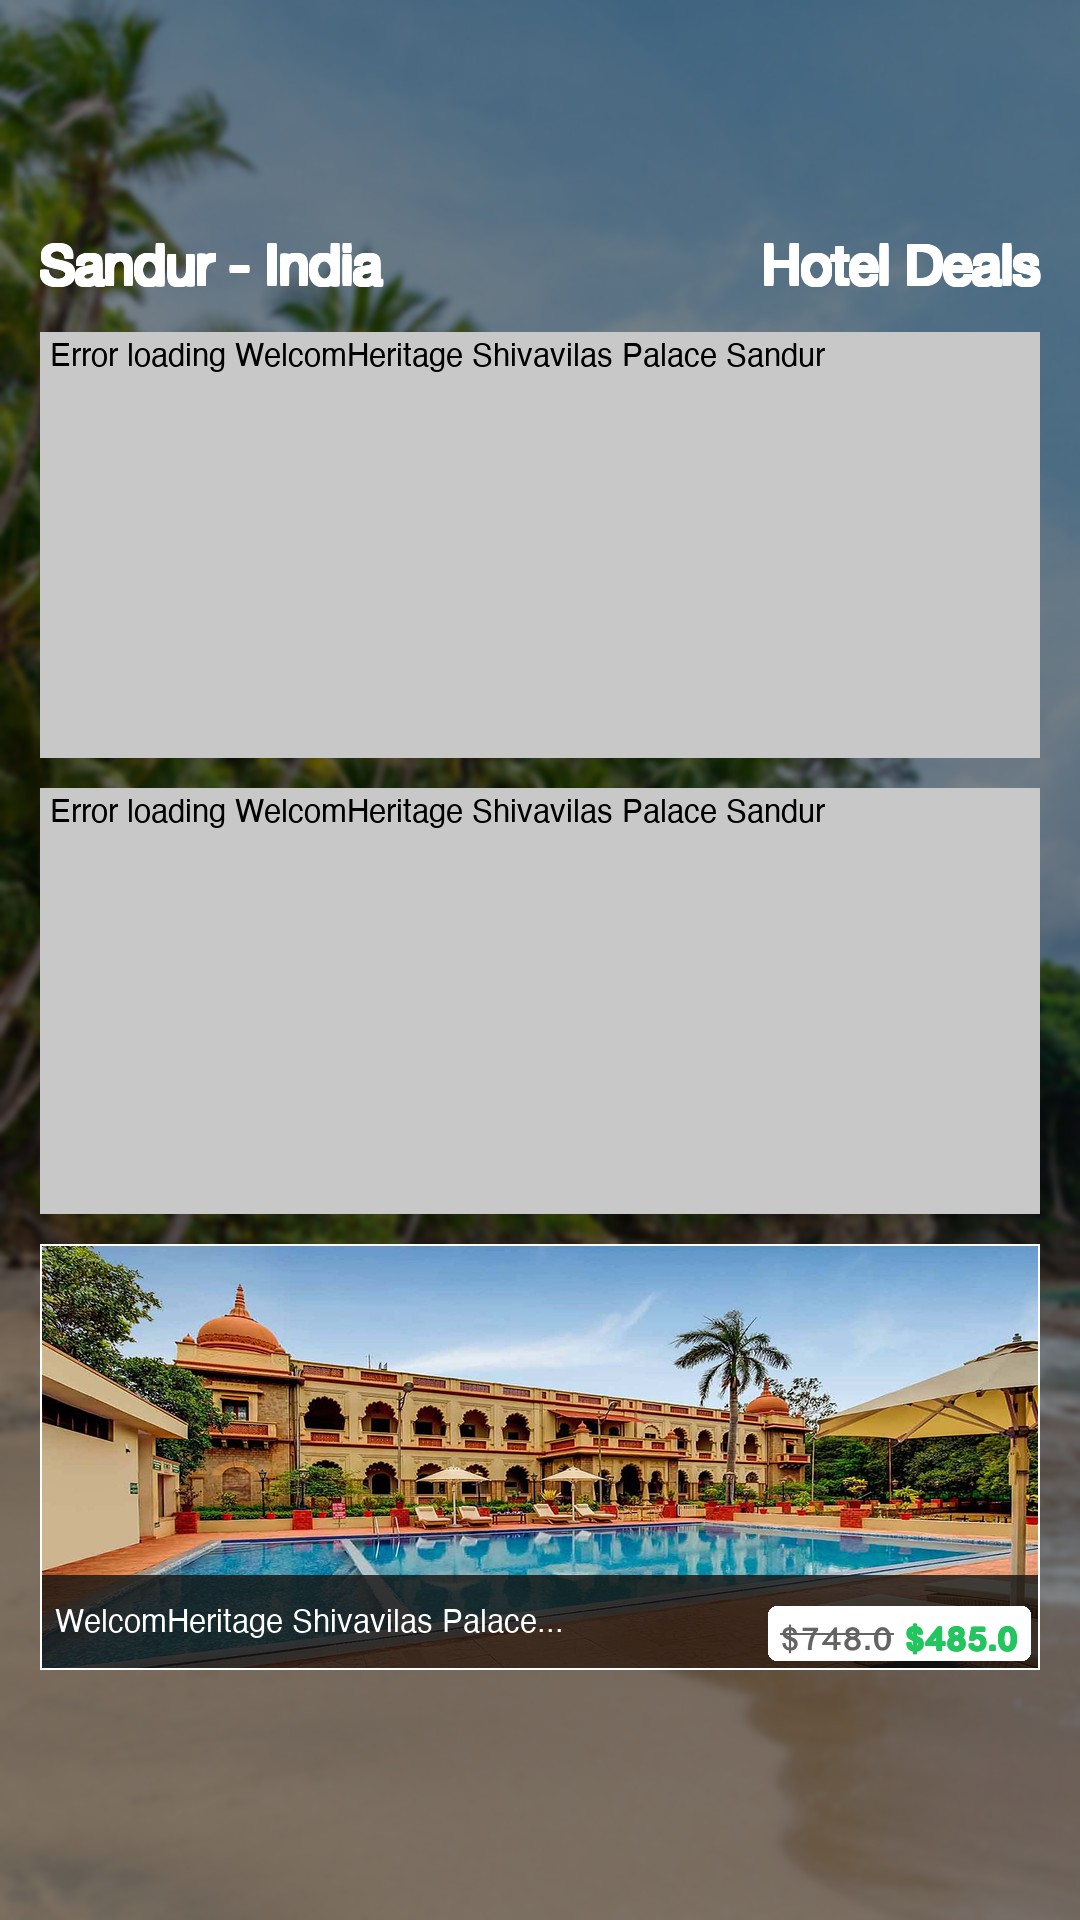 Sandur - India
Hotel Deals
Error loading WelcomHeritage Shivavilas Palace Sandur
Error loading WelcomHeritage Shivavilas Palace Sandur
WelcomHeritage Shivavilas Palace...
$748.0 $485.0